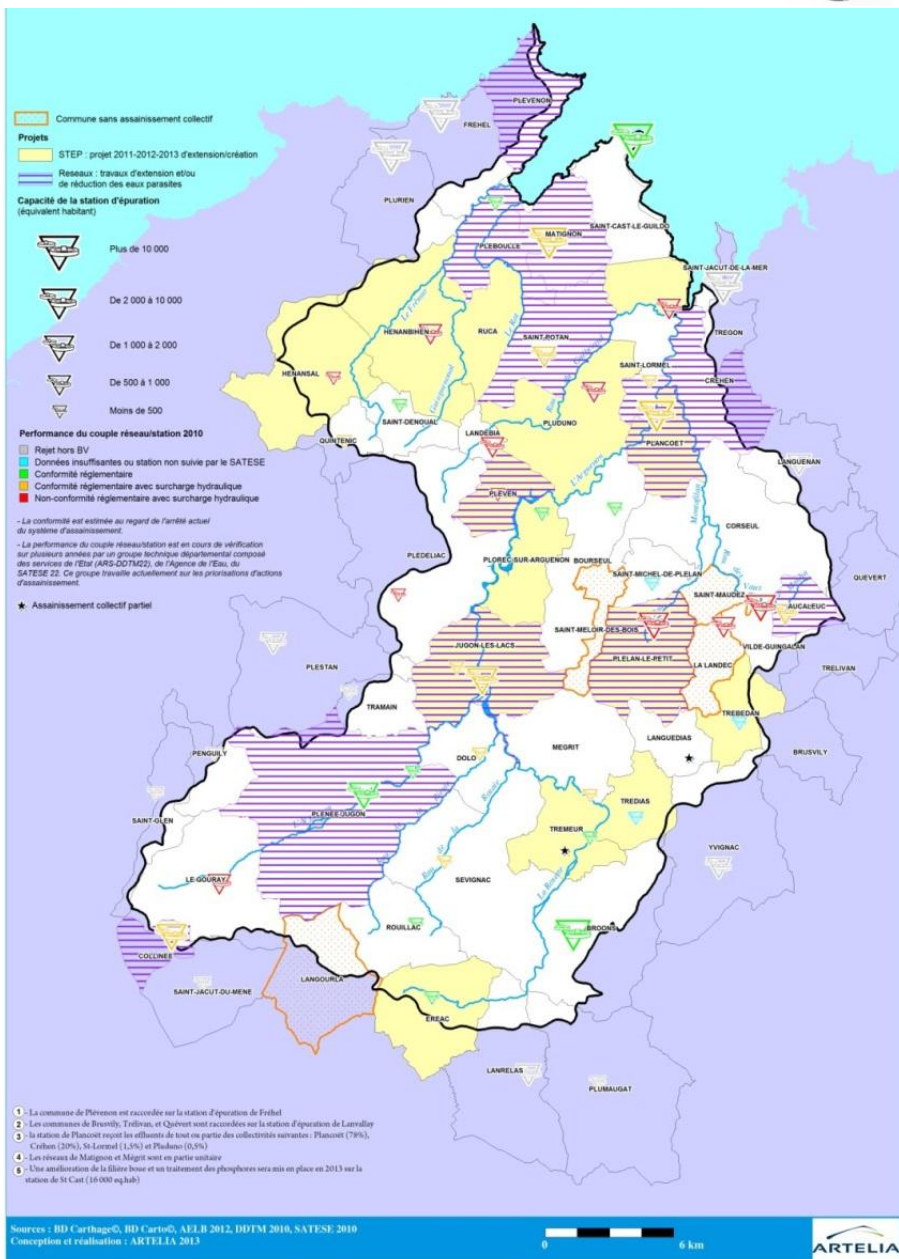 Commune sans assainissement collectif
Projets
STEP : projet 2011-2012-2013 d'extension/création
Reseaux : travaux d'extension et/ou
de réduction des eaux parasites
Capacité de la station d'épuration
(équivalent habitant)
Plus de 10 000
De 2 000 à 10 000
De 1 000 à 2 000
De 500 à 1 000
Moins de 500
Performance du couple réseau/station 2010
Rejet hors BV
Données insuffisantes ou station non suivie par le SATESE
Conformité réglementaire
Conformité réglementaire avec surcharge hydraulique
Non-conformité réglementaire avec surcharge hydraulique
- La conformité est estimée au regard de l'arrêté actuel
du système d'assainissement.
- La performance du couple réseau/station est en cours de vérification
sur plusieurs années par un groupe technique départemental composé
des services de l'Etat (ARS-DDTM22), de l'Agence de l'Eau, du
SATESE 22. Ce groupe travaille actuellement sur les priorisations d'actions
d'assainissement.
Assainissement collectif partiel
PLEVENON
FREHEL
PLURIEN
SAINT-CAST-LE-GUILDO
MATIGNON
PLEBOULLE
SAINT-JACUT-DE-LA-MER
TREGON
HENANBIHEN
Le Frémur
RUCA
SAINT-POTAN
SAINT-LORMEL
CREHEN
HENANSAL
SAINT-DENOUAL
QUINTENIC
LANDEBIA
PLUDUNO
PLANCOET
LANGUENAN
PLEVEN
L'Arguenon
CORSEUL
PLEDELIAC
PLOREC-SUR-ARGUENON
BOURSEUL
SAINT-MICHEL-DE-PLELAN
QUEVERT
SAINT-MAUDEZ
AUCALEUC
SAINT-MELOIR-DES-BOIS
VILDE-GUINGALAN
JUGON-LES-LACS
PLELAN-LE-PETIT
LA LANDEC
TRELIVAN
PLESTAN
TRAMAIN
TREBEDAN
LANGUEDIAS
BRUSVILY
MEGRIT
DOLO
PENGUILY
TREDIAS
SAINT-GLEN
PLENEE-JUGON
TREMEUR
YVIGNAC
LE GOURAY
SEVIGNAC
La Rosette
ROUILLAC
BROONS
COLLINEE
LANGOURLA
SAINT-JACUT-DU-MENE
EREAC
LANRELAS
PLUMAUGAT
1 - La commune de Plévenon est raccordée sur la station d'épuration de Fréhel
2 - Les communes de Brusvily, Trélivan, et Quévert sont raccordées sur la station d'épuration de Lanvallay
3 - la station de Plancoët reçoit les effluents de tout ou partie des collectivités suivantes : Plancoët (78%),
Créhen (20%), St-Lormel (1,5%) et Pluduno (0,5%)
4 - Les réseaux de Matignon et Mégrit sont en partie unitaire
5 - Une amélioration de la filière boue et un traitement des phosphores sera mis en place en 2013 sur la
station de St Cast (16 000 eq.hab)
Sources : BD Carthage©, BD Carto©, AELB 2012, DDTM 2010, SATESE 2010
Conception et réalisation : ARTELIA 2013
0 6 km
ARTELIA